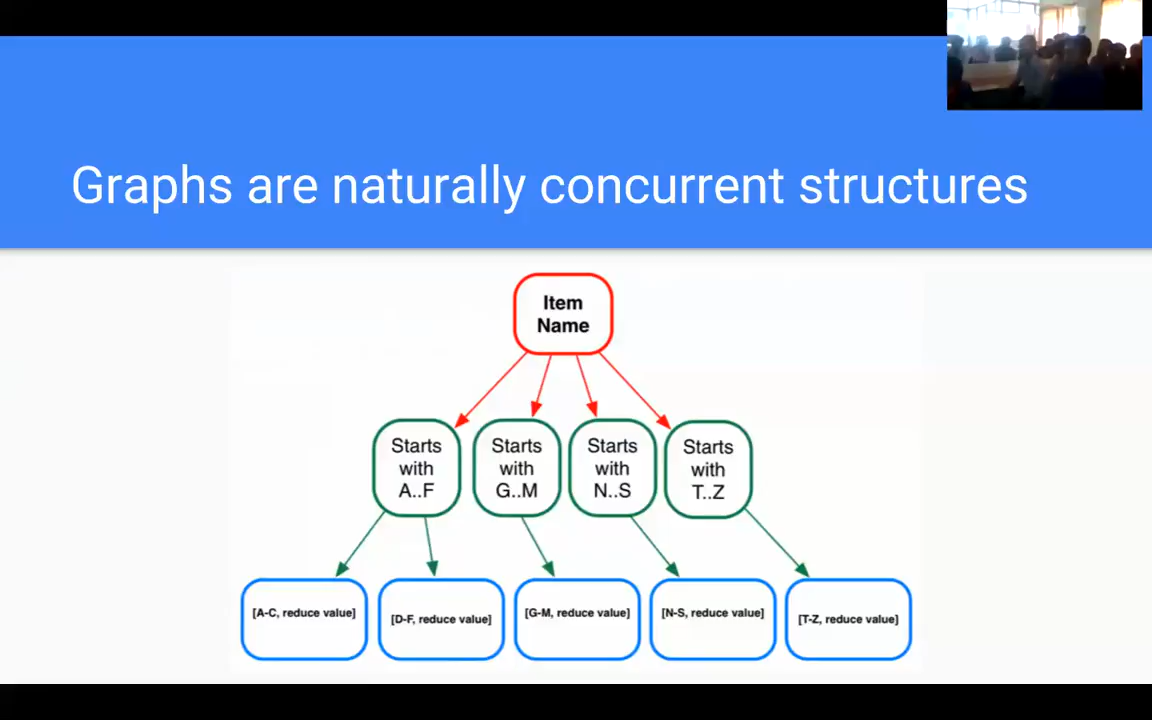 Graphs are naturally concurrent structures
Item
Name
Starts
with
A..F
Starts
with
G..M
Starts
with
N..S
Starts
with
T..Z
[A-C, reduce value]
[D-F, reduce value]
[G-M, reduce value]
[N-S, reduce value]
[T-Z, reduce value]